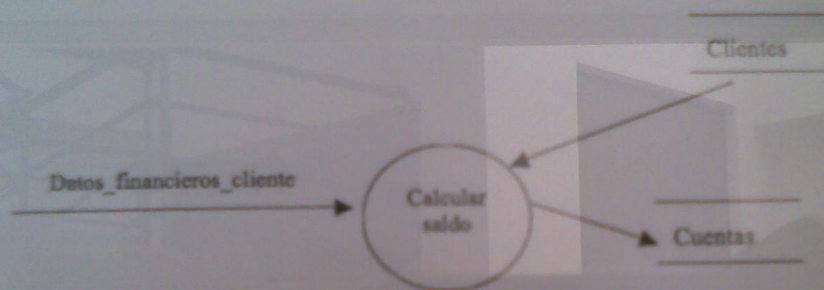 Clientes
Datos_financieros_cliente
Calcular
saldo
Cuentas